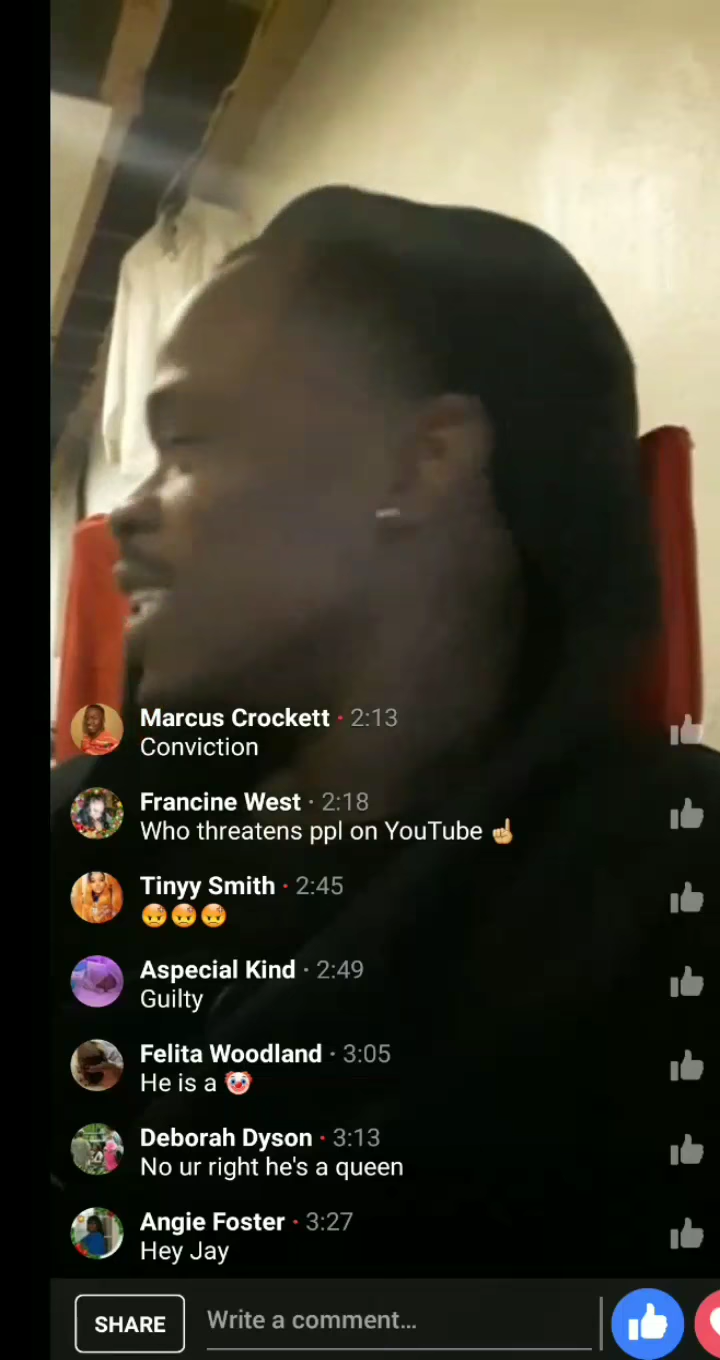 Marcus Crockett · 2:13
Conviction
Francine West · 2:18
Who threatens ppl on YouTube ☝🏼
Tinyy Smith · 2:45
😡😡😡
Aspecial Kind · 2:49
Guilty
Felita Woodland · 3:05
He is a 🤡
Deborah Dyson · 3:13
No ur right he's a queen
Angie Foster · 3:27
Hey Jay
SHARE
Write a comment...